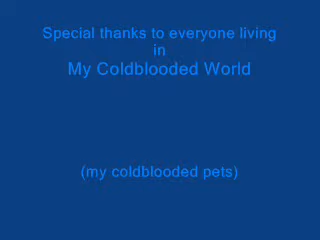 Special thanks to everyone living
in
My Coldblooded World
(my coldblooded pets)